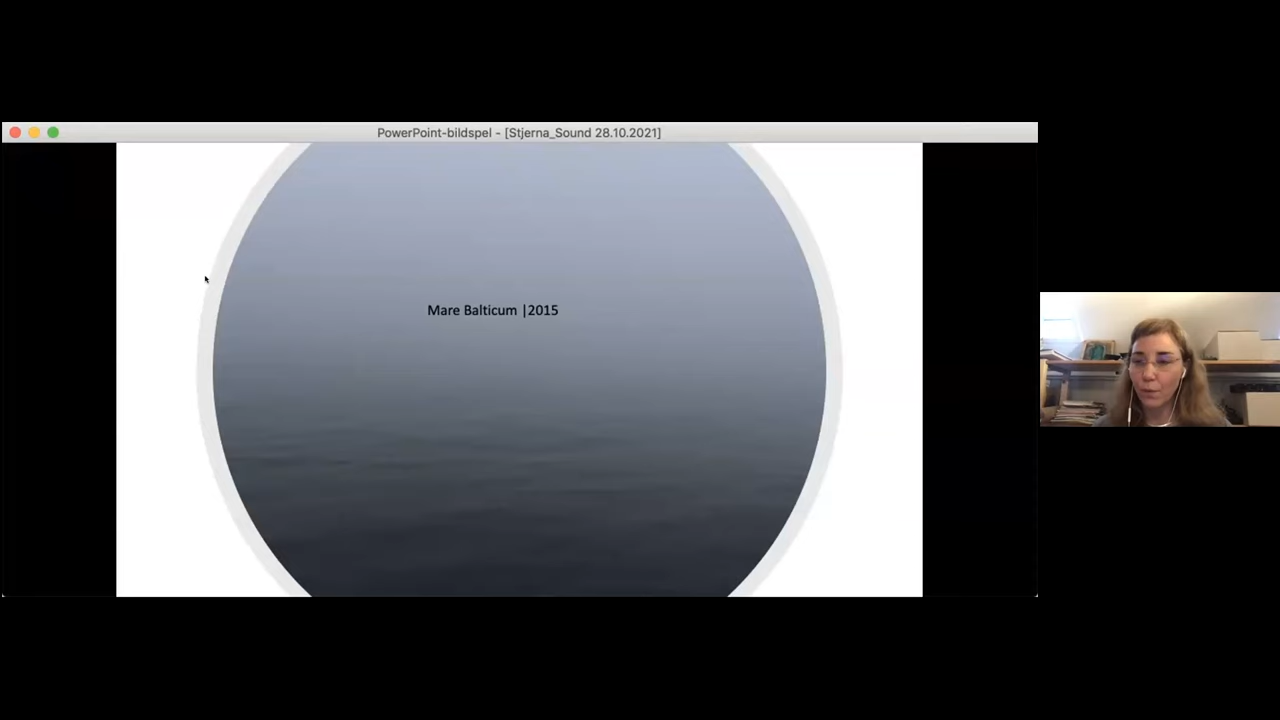 PowerPoint-bildspel - [Stjerna_Sound 28.10.2021]
Mare Balticum |2015